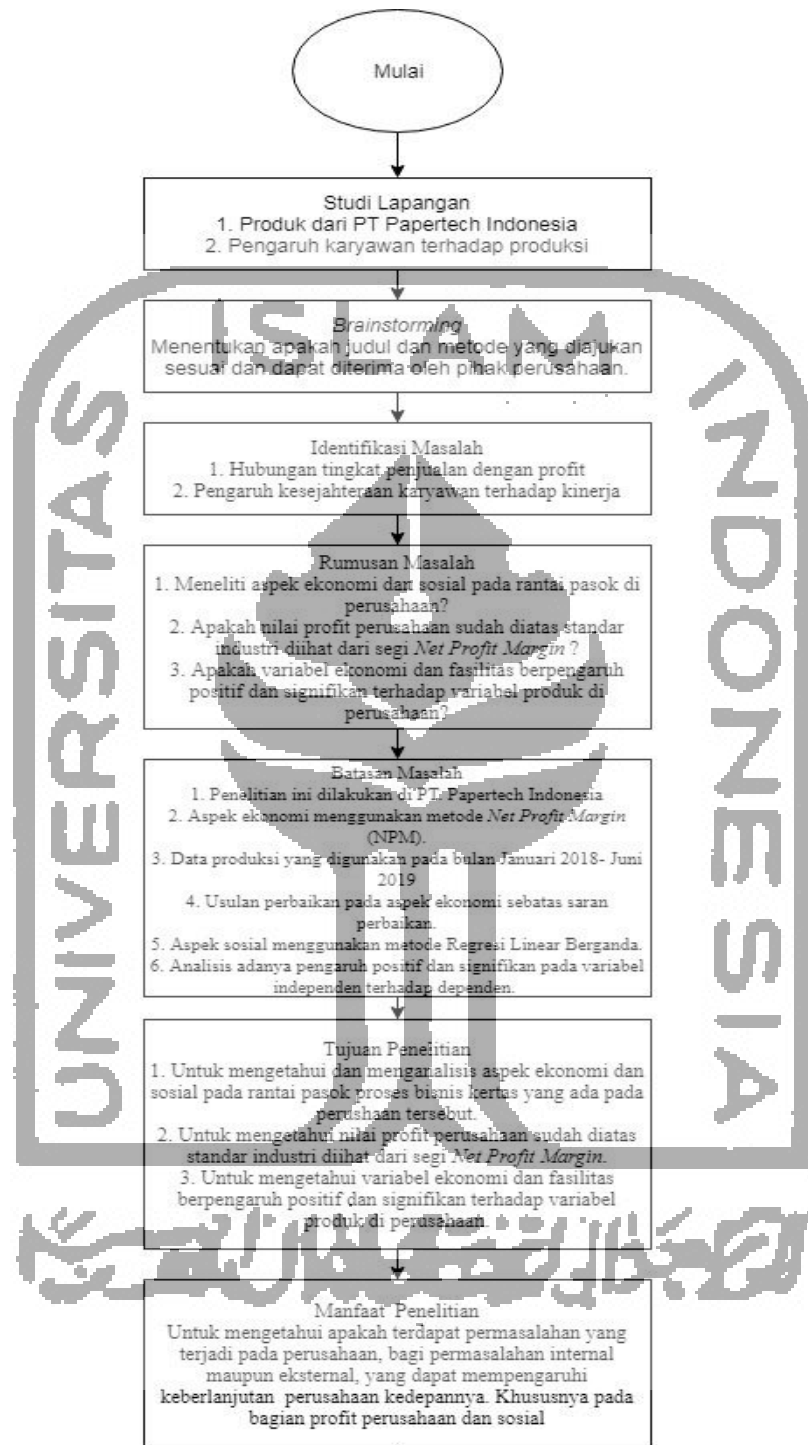 Mulai
Studi Lapangan
1. Produk dari PT Papertech Indonesia
2. Pengaruh karyawan terhadap produksi
Brainstorming
Menentukan apakah judul dan metode yang diajukan
sesuai dan dapat diterima oleh pihak perusahaan.
Identifikasi Masalah
1. Hubungan tingkat penjualan dengan profit
2. Pengaruh kesejahteraan karyawan terhadap kinerja
Rumusan Masalah
1. Meneliti aspek ekonomi dan sosial pada rantai pasok di
perusahaan?
2. Apakah nilai profit perusahaan sudah diatas standar
industri diihat dari segi Net Profit Margin ?
3. Apakah variabel ekonomi dan fasilitas berpengaruh
positif dan signifikan terhadap variabel produk di
perusahaan?
Batasan Masalah
1. Penelitian ini dilakukan di PT. Papertech Indonesia
2. Aspek ekonomi menggunakan metode Net Profit Margin
(NPM).
3. Data produksi yang digunakan pada bulan Januari 2018- Juni
2019
4. Usulan perbaikan pada aspek ekonomi sebatas saran
perbaikan.
5. Aspek sosial menggunakan metode Regresi Linear Berganda.
6. Analisis adanya pengaruh positif dan signifikan pada variabel
independen terhadap dependen.
Tujuan Penelitian
1. Untuk mengetahui dan menganalisis aspek ekonomi dan
sosial pada rantai pasok proses bisnis kertas yang ada pada
perushaan tersebut.
2. Untuk mengetahui nilai profit perusahaan sudah diatas
standar industri diihat dari segi Net Profit Margin.
3. Untuk mengetahui variabel ekonomi dan fasilitas
berpengaruh positif dan signifikan terhadap variabel
produk di perusahaan.
Manfaat Penelitian
Untuk mengetahui apakah terdapat permasalahan yang
terjadi pada perusahaan, bagi permasalahan internal
maupun eksternal, yang dapat mempengaruhi
keberlanjutan perusahaan kedepannya. Khususnya pada
bagian profit perusahaan dan sosial
UNIVERSITAS
ISLAM
INDONESIA